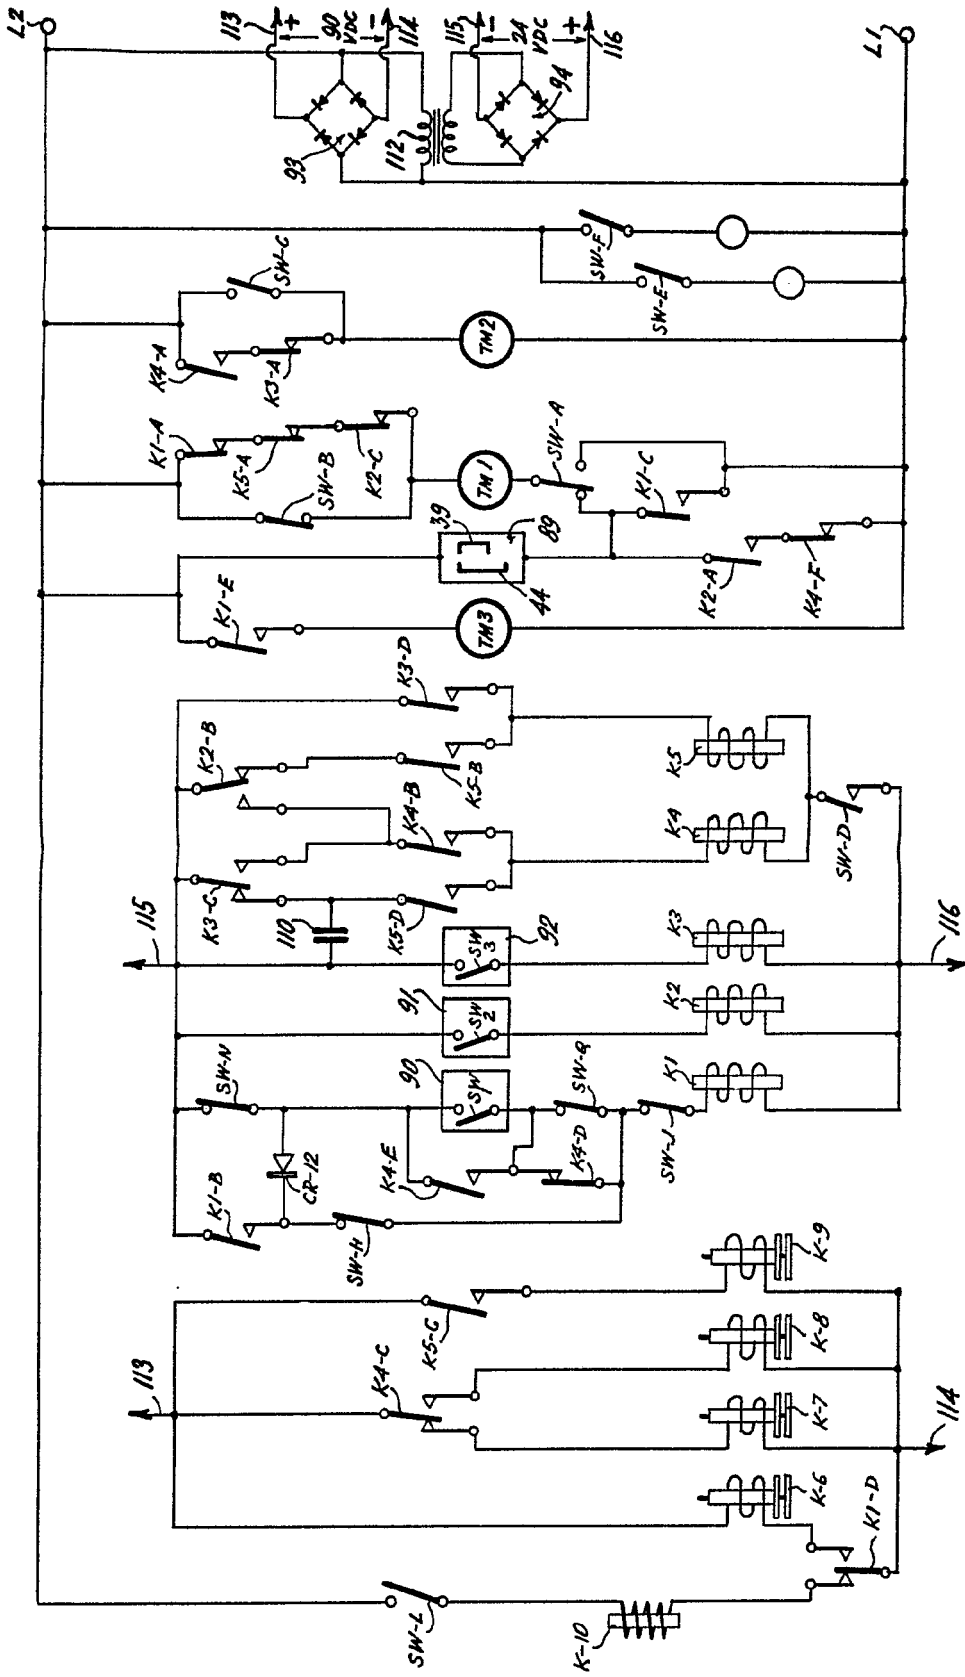 L2
L1
113
+
90
VDC
-
114
115
-
24
VDC
+
116
93
112
94
SW-F
SW-E
SW-C
K4-A
K3-A
TM2
K1-A
K5-A
K2-C
SW-B
TM1
SW-A
K1-C
39
89
44
K2-A
K4-F
K1-E
TM3
K3-D
K2-B
K5-B
K4-B
K3-C
K5-D
110
115
K5
K4
SW-D
SW
3
92
K3
116
91
SW
2
K2
SW-N
90
SW
1
SW-Q
K1
SW-J
CR-12
K4-E
K4-D
K1-B
SW-H
K-9
K5-C
K-8
K4-C
113
K-7
114
K-6
K1-D
SW-L
K-10